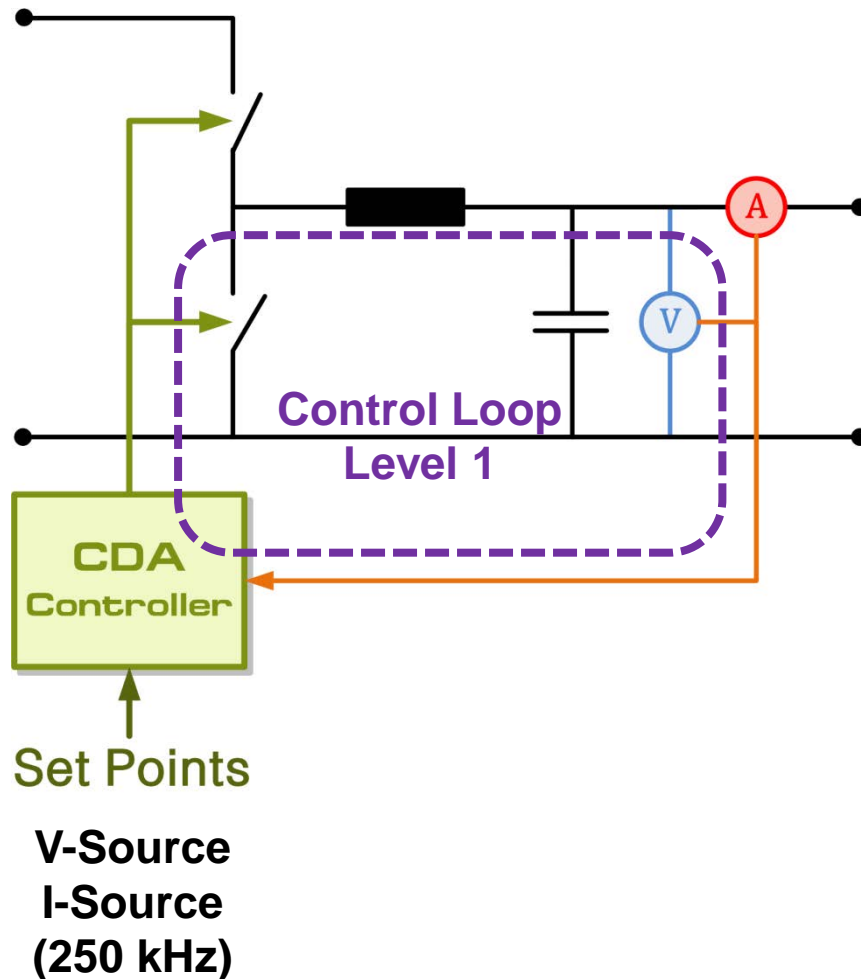 A
V
Control Loop
Level 1
CDA
Controller
Set Points
V-Source
I-Source
(250 kHz)